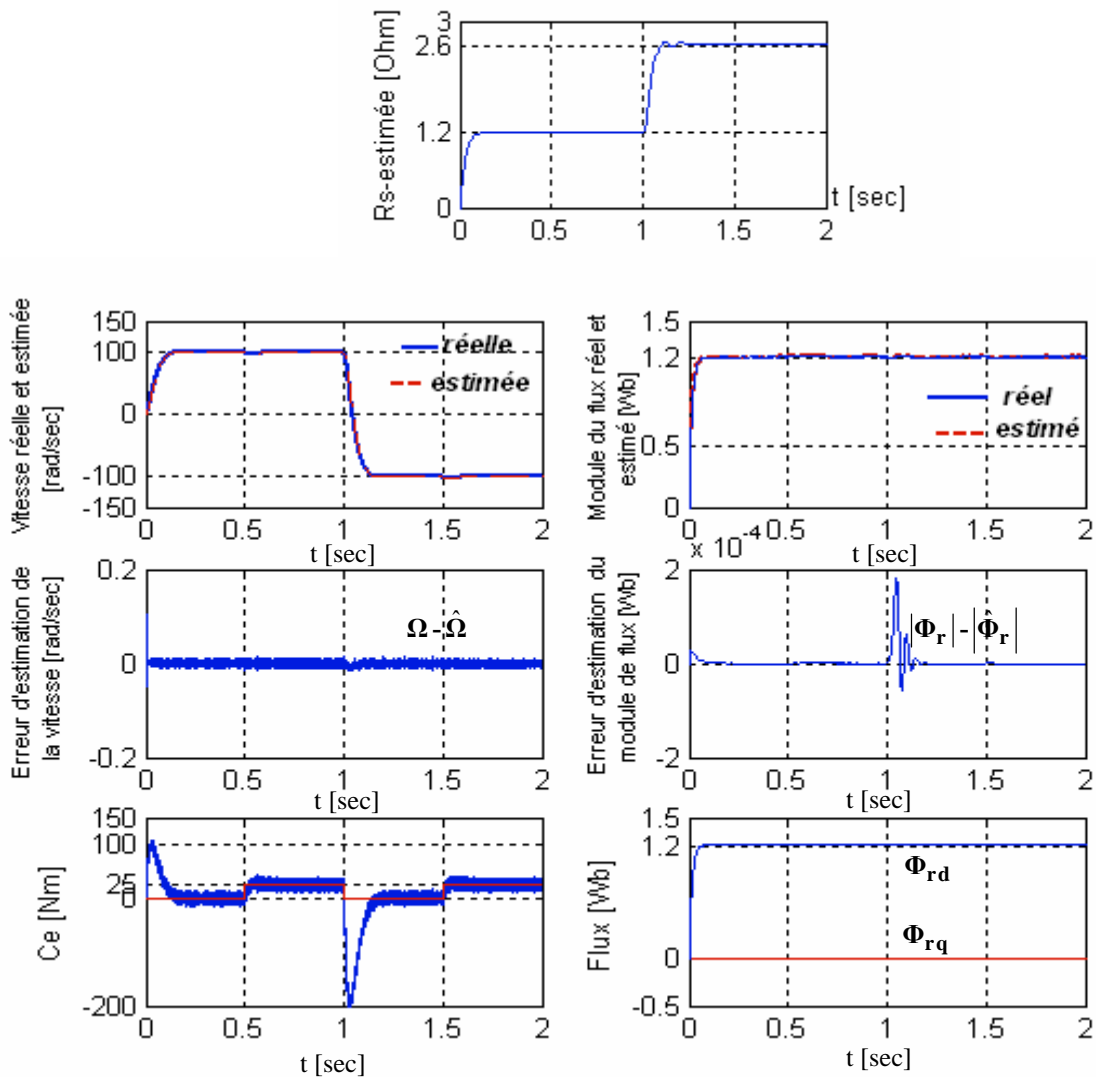 Rs-estimée [Ohm]
3
2.6
1.2
0
t [sec]
0 0.5 1 1.5 2
Vitesse réelle et estimée
[rad/sec]
150
100
0
-100
-150
réelle
estimée
0 0.5 1 1.5 2
t [sec]
Module du flux réel et
estimé [Wb]
1.5
1.2
0.5
0
réel
estimé
0 0.5 1 1.5 2
t [sec]
Erreur d'estimation de
la vitesse [rad/sec]
0.2
0
-0.2
Ω - Ω̂
0 0.5 1 1.5 2
t [sec]
Erreur d'estimation du
module de flux [Wb]
x 10⁻⁴
2
0
-2
|Φr| - |Φ̂r|
0 0.5 1 1.5 2
t [sec]
Ce [Nm]
150
100
25
0
-200
0 0.5 1 1.5 2
t [sec]
Flux [Wb]
1.5
1.2
0
-0.5
Φrd
Φrq
0 0.5 1 1.5 2
t [sec]